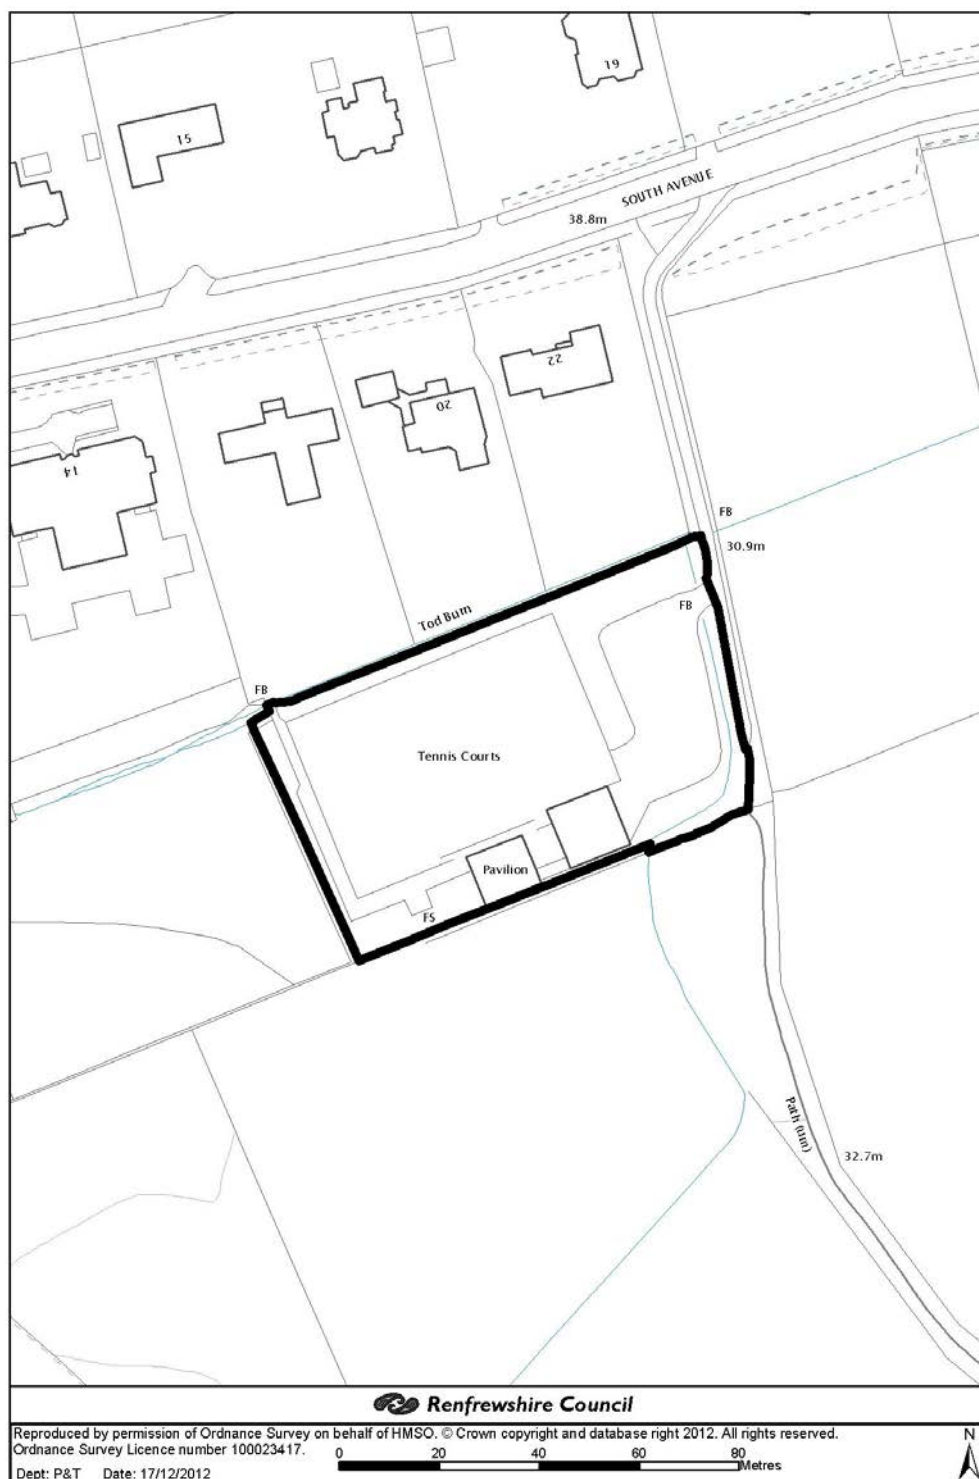 19
15
SOUTH AVENUE
38.8m
22
20
14
FB
30.9m
FB
Tod Burn
FB
Tennis Courts
Pavilion
FS
Path (um)
32.7m
Renfrewshire Council
Reproduced by permission of Ordnance Survey on behalf of HMSO. © Crown copyright and database right 2012. All rights reserved.
Ordnance Survey Licence number 100023417.
N
0 20 40 60 80 Metres
Dept: P&T Date: 17/12/2012